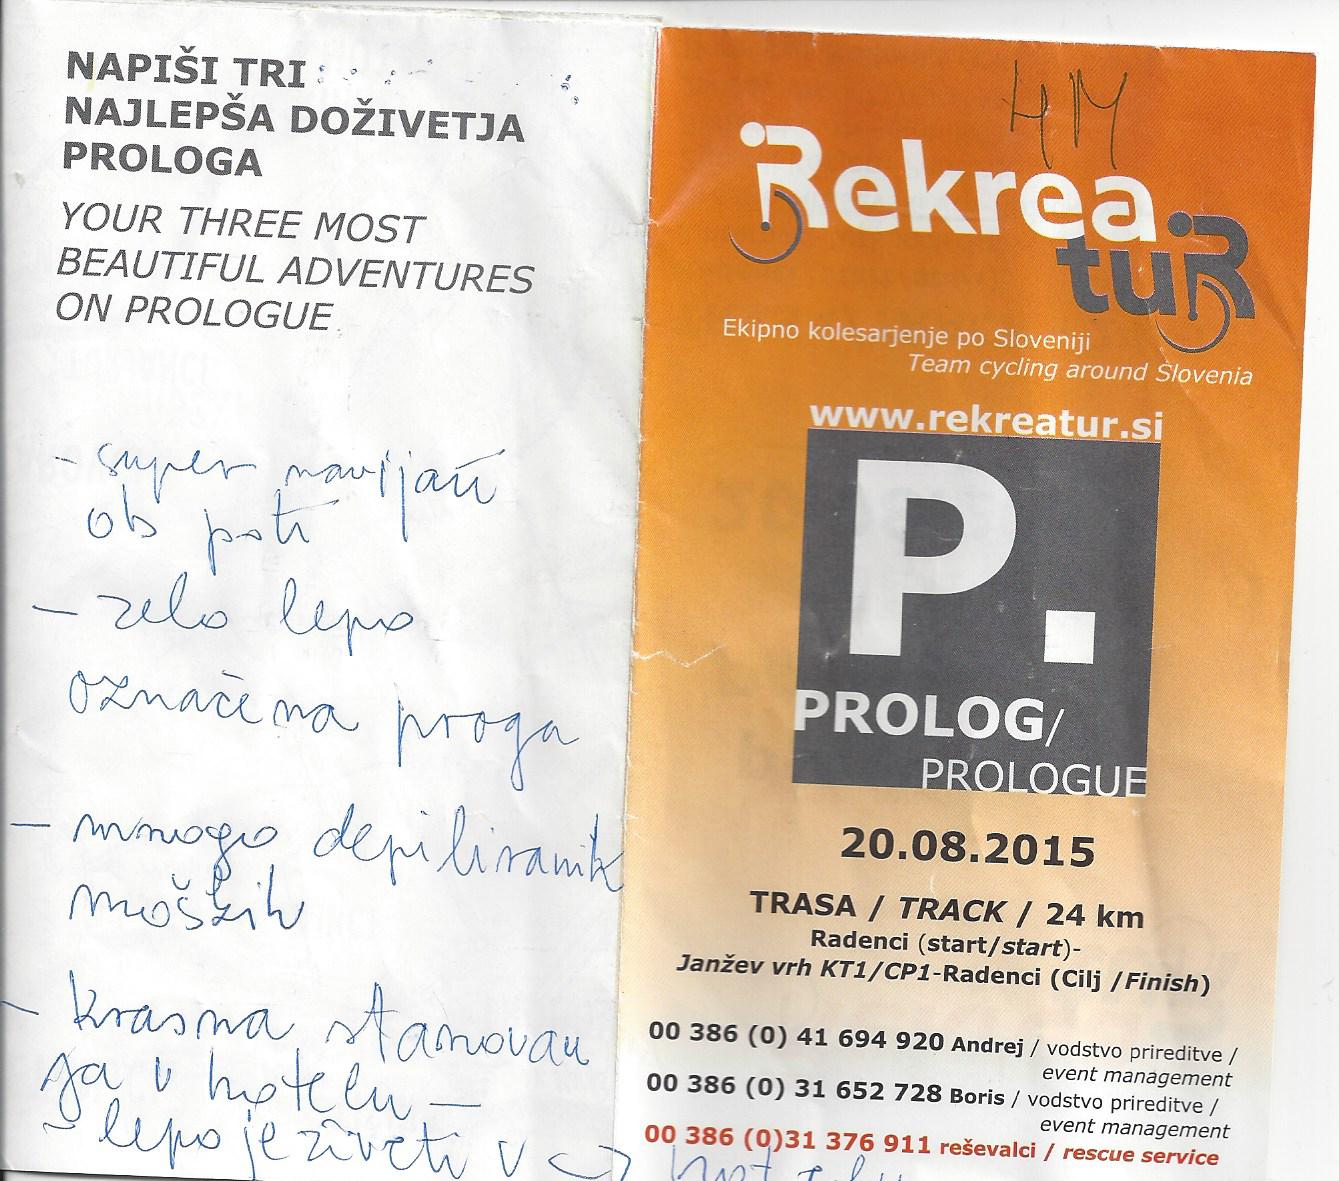 NAPIŠI TRI
NAJLEPŠA DOŽIVETJA
PROLOGA
YOUR THREE MOST
BEAUTIFUL ADVENTURES
ON PROLOGUE
- super navijači
ob poti
- zelo lepo
označena proga
- mnogo depiliranih
moških
- krasna stanovan
ja v hotelu -
- lepo je živeti v hotelu
4M
Rekrea
tuR
Ekipno kolesarjenje po Sloveniji
Team cycling around Slovenia
www.rekreatur.si
P.
PROLOG/
PROLOGUE
20.08.2015
TRASA / TRACK / 24 km
Radenci (start/start)-
Janžev vrh KT1/CP1-Radenci (Cilj /Finish)
00 386 (0) 41 694 920 Andrej / vodstvo prireditve /
event management
00 386 (0) 31 652 728 Boris / vodstvo prireditve /
event management
00 386 (0)31 376 911 reševalci / rescue service